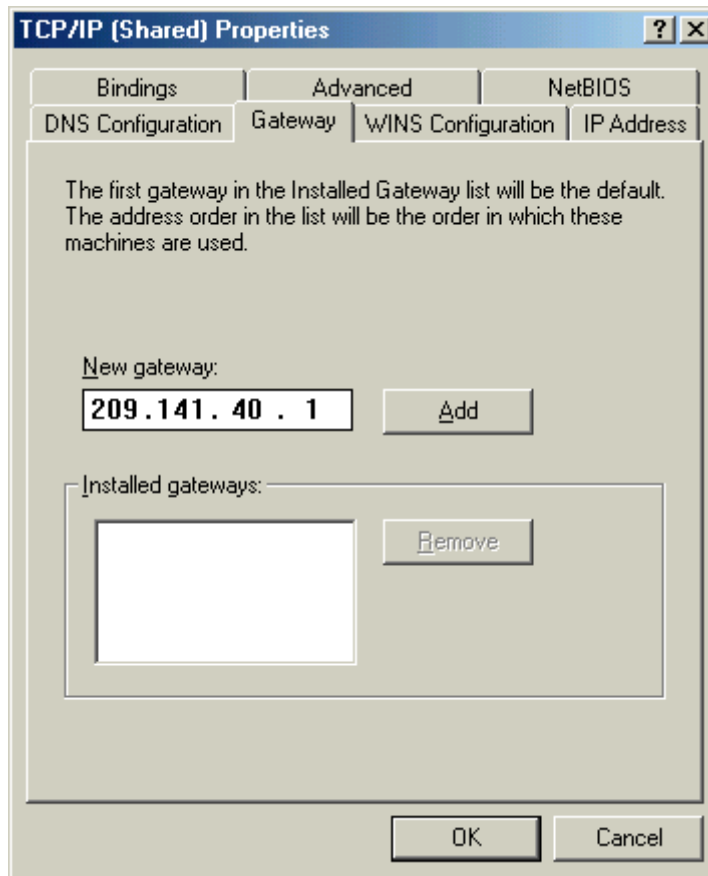 TCP/IP (Shared) Properties
Bindings Advanced NetBIOS
DNS Configuration Gateway WINS Configuration IP Address
The first gateway in the Installed Gateway list will be the default.
The address order in the list will be the order in which these
machines are used.
New gateway:
209.141. 40 . 1 Add
Installed gateways:
Remove
OK Cancel